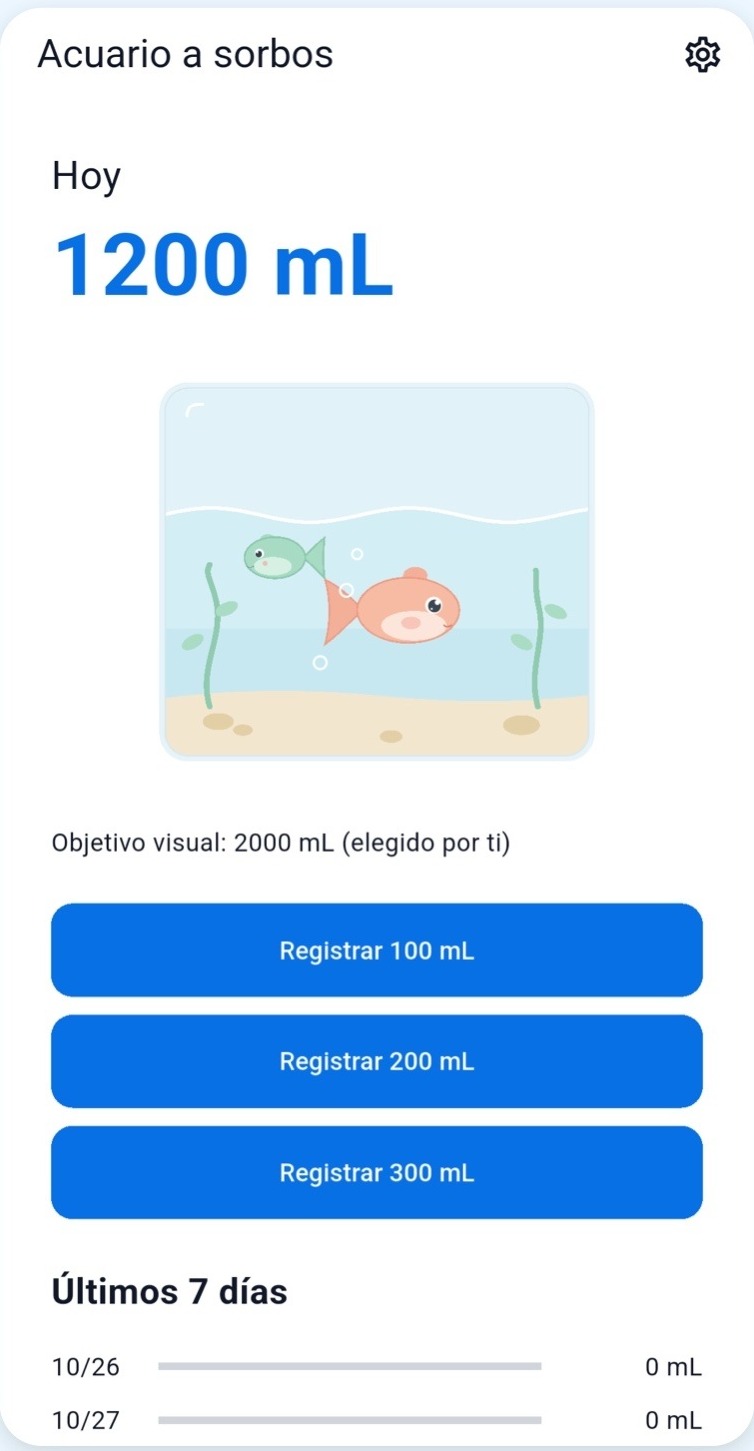 Acuario a sorbos
Hoy
1200 mL
Objetivo visual: 2000 mL (elegido por ti)
Registrar 100 mL
Registrar 200 mL
Registrar 300 mL
Últimos 7 días
10/26 0 mL
10/27 0 mL